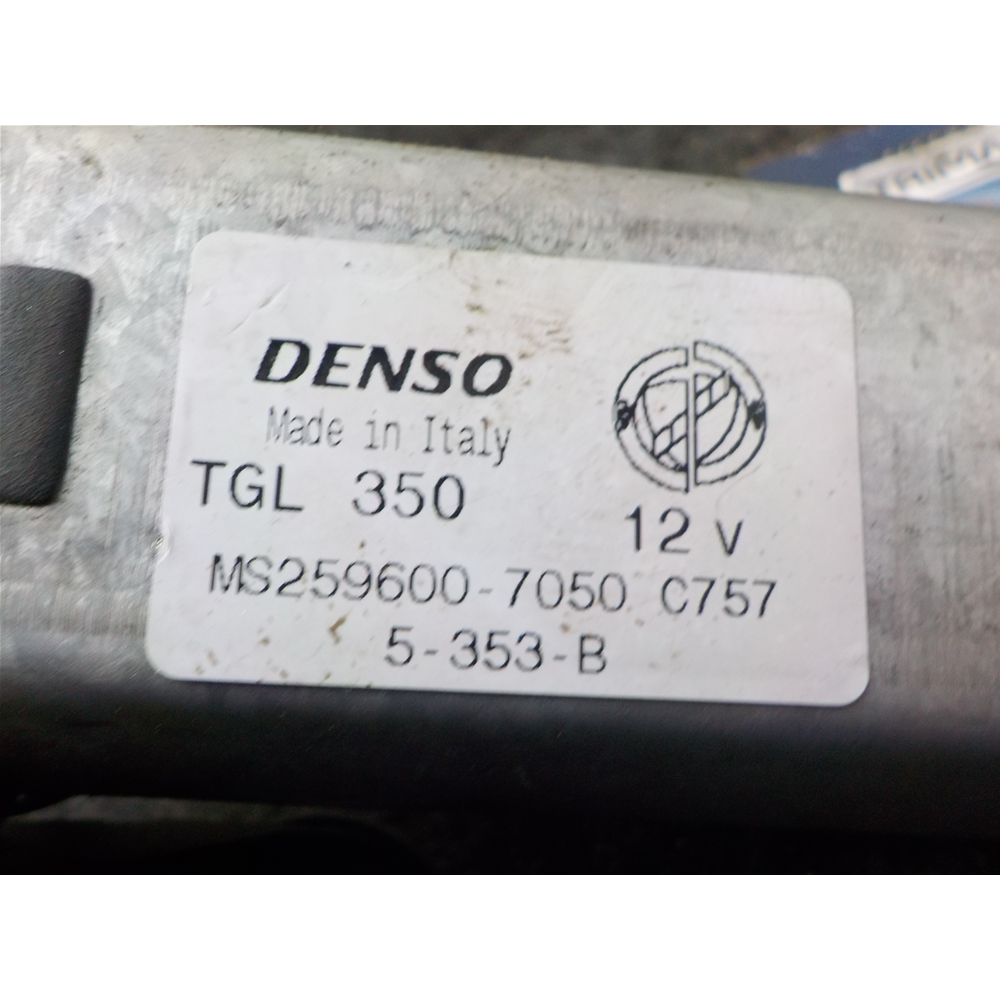 DENSO
Made in Italy
TGL 350
12 V
MS259600-7050 C757
5-353-B